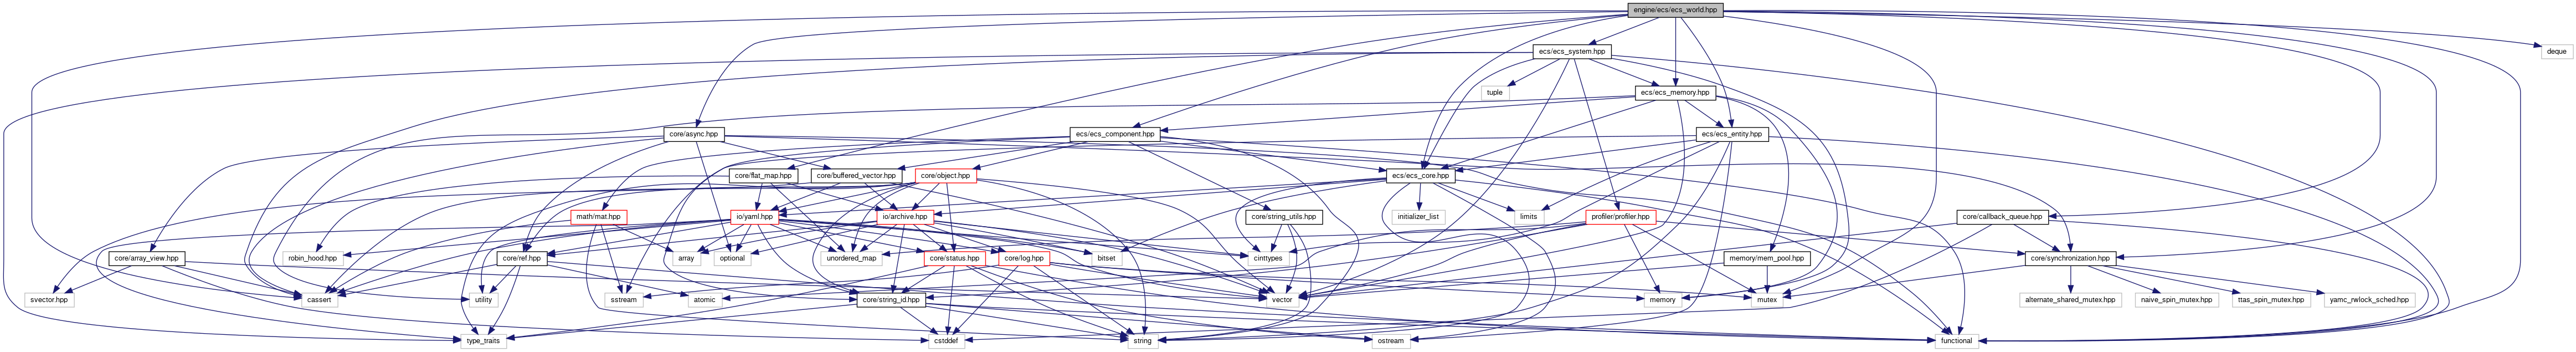 engine/ecs/ecs_world.hpp
ecs/ecs_system.hpp
deque
tuple
ecs/ecs_memory.hpp
core/async.hpp
ecs/ecs_component.hpp
ecs/ecs_entity.hpp
core/flat_map.hpp
core/buffered_vector.hpp
core/object.hpp
ecs/ecs_core.hpp
math/mat.hpp
io/yaml.hpp
io/archive.hpp
core/string_utils.hpp
initializer_list
limits
profiler/profiler.hpp
core/callback_queue.hpp
core/array_view.hpp
robin_hood.hpp
core/ref.hpp
array
optional
unordered_map
core/status.hpp
core/log.hpp
bitset
cinttypes
memory/mem_pool.hpp
core/synchronization.hpp
svector.hpp
cassert
utility
sstream
atomic
core/string_id.hpp
vector
memory
mutex
alternate_shared_mutex.hpp
naive_spin_mutex.hpp
ttas_spin_mutex.hpp
yamc_rwlock_sched.hpp
type_traits
cstddef
string
ostream
functional